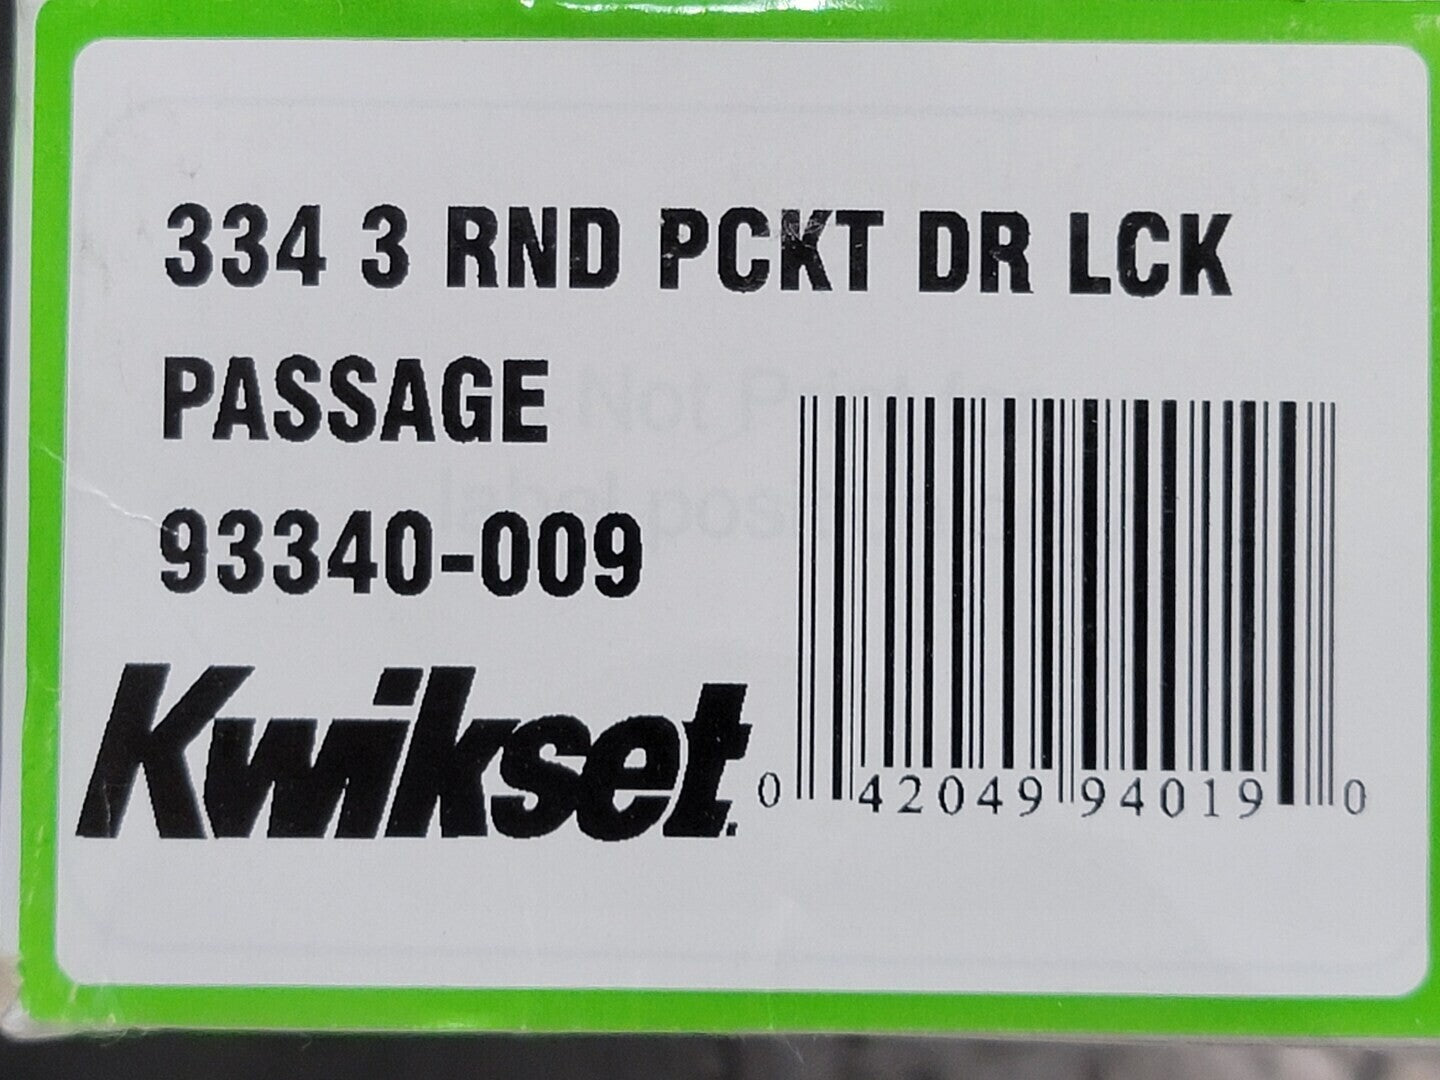 334 3 RND PCKT DR LCK
PASSAGE
93340-009
Kwikset.
0 42049 94019 0